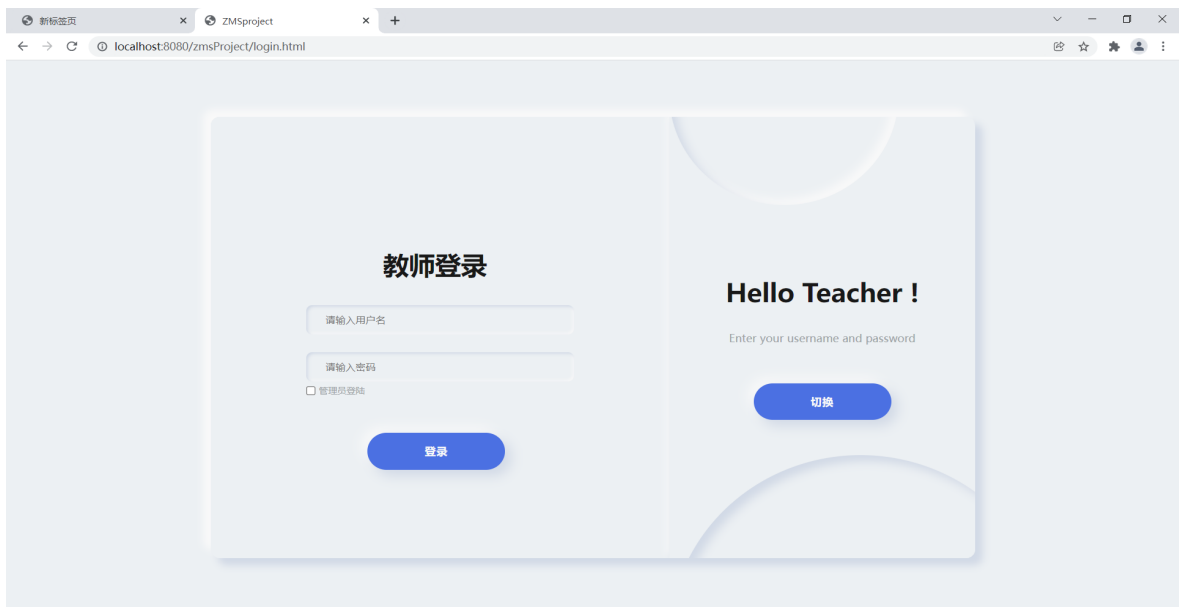 新标签页
ZMSproject
localhost:8080/zmsProject/login.html
教师登录
请输入用户名
请输入密码
管理员登陆
登录
Hello Teacher !
Enter your username and password
切换